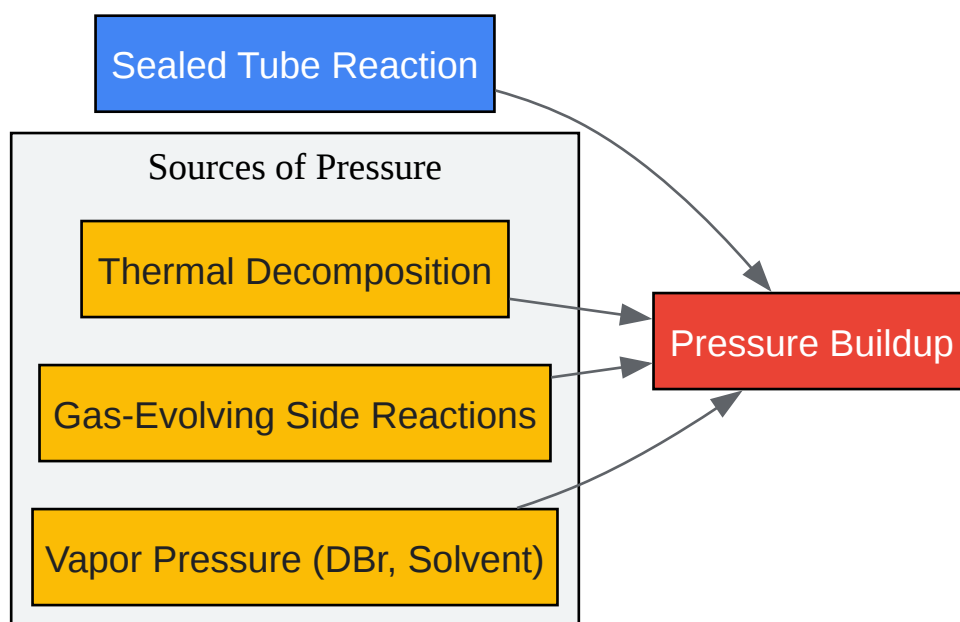 Sealed Tube Reaction
Sources of Pressure
Thermal Decomposition
Pressure Buildup
Gas-Evolving Side Reactions
Vapor Pressure (DBr, Solvent)